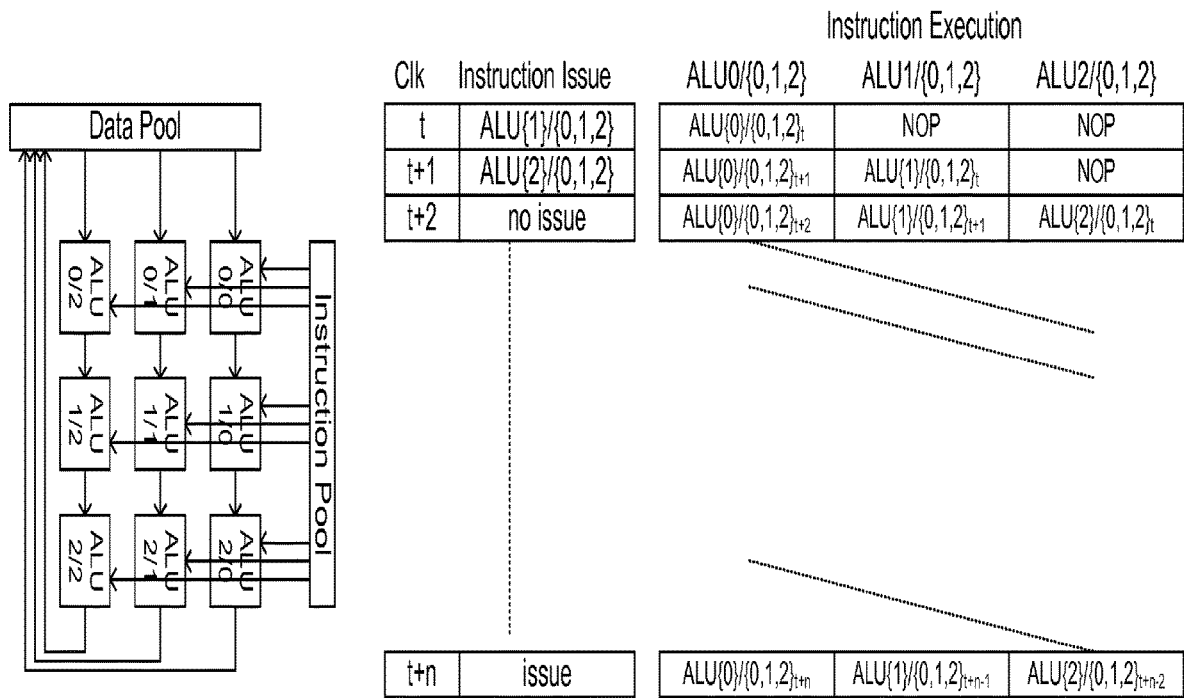 Instruction Execution
Clk Instruction Issue ALU0/{0,1,2} ALU1/{0,1,2} ALU2/{0,1,2}
t ALU{1}/{0,1,2} ALU{0}/{0,1,2}t NOP NOP
t+1 ALU{2}/{0,1,2} ALU{0}/{0,1,2}t+1 ALU{1}/{0,1,2}t NOP
t+2 no issue ALU{0}/{0,1,2}t+2 ALU{1}/{0,1,2}t+1 ALU{2}/{0,1,2}t
t+n issue ALU{0}/{0,1,2}t+n ALU{1}/{0,1,2}t+n-1 ALU{2}/{0,1,2}t+n-2
Data Pool
ALU
0/2
ALU
0/1
ALU
0/0
ALU
1/2
ALU
1/1
ALU
1/0
ALU
2/2
ALU
2/1
ALU
2/0
Instruction Pool